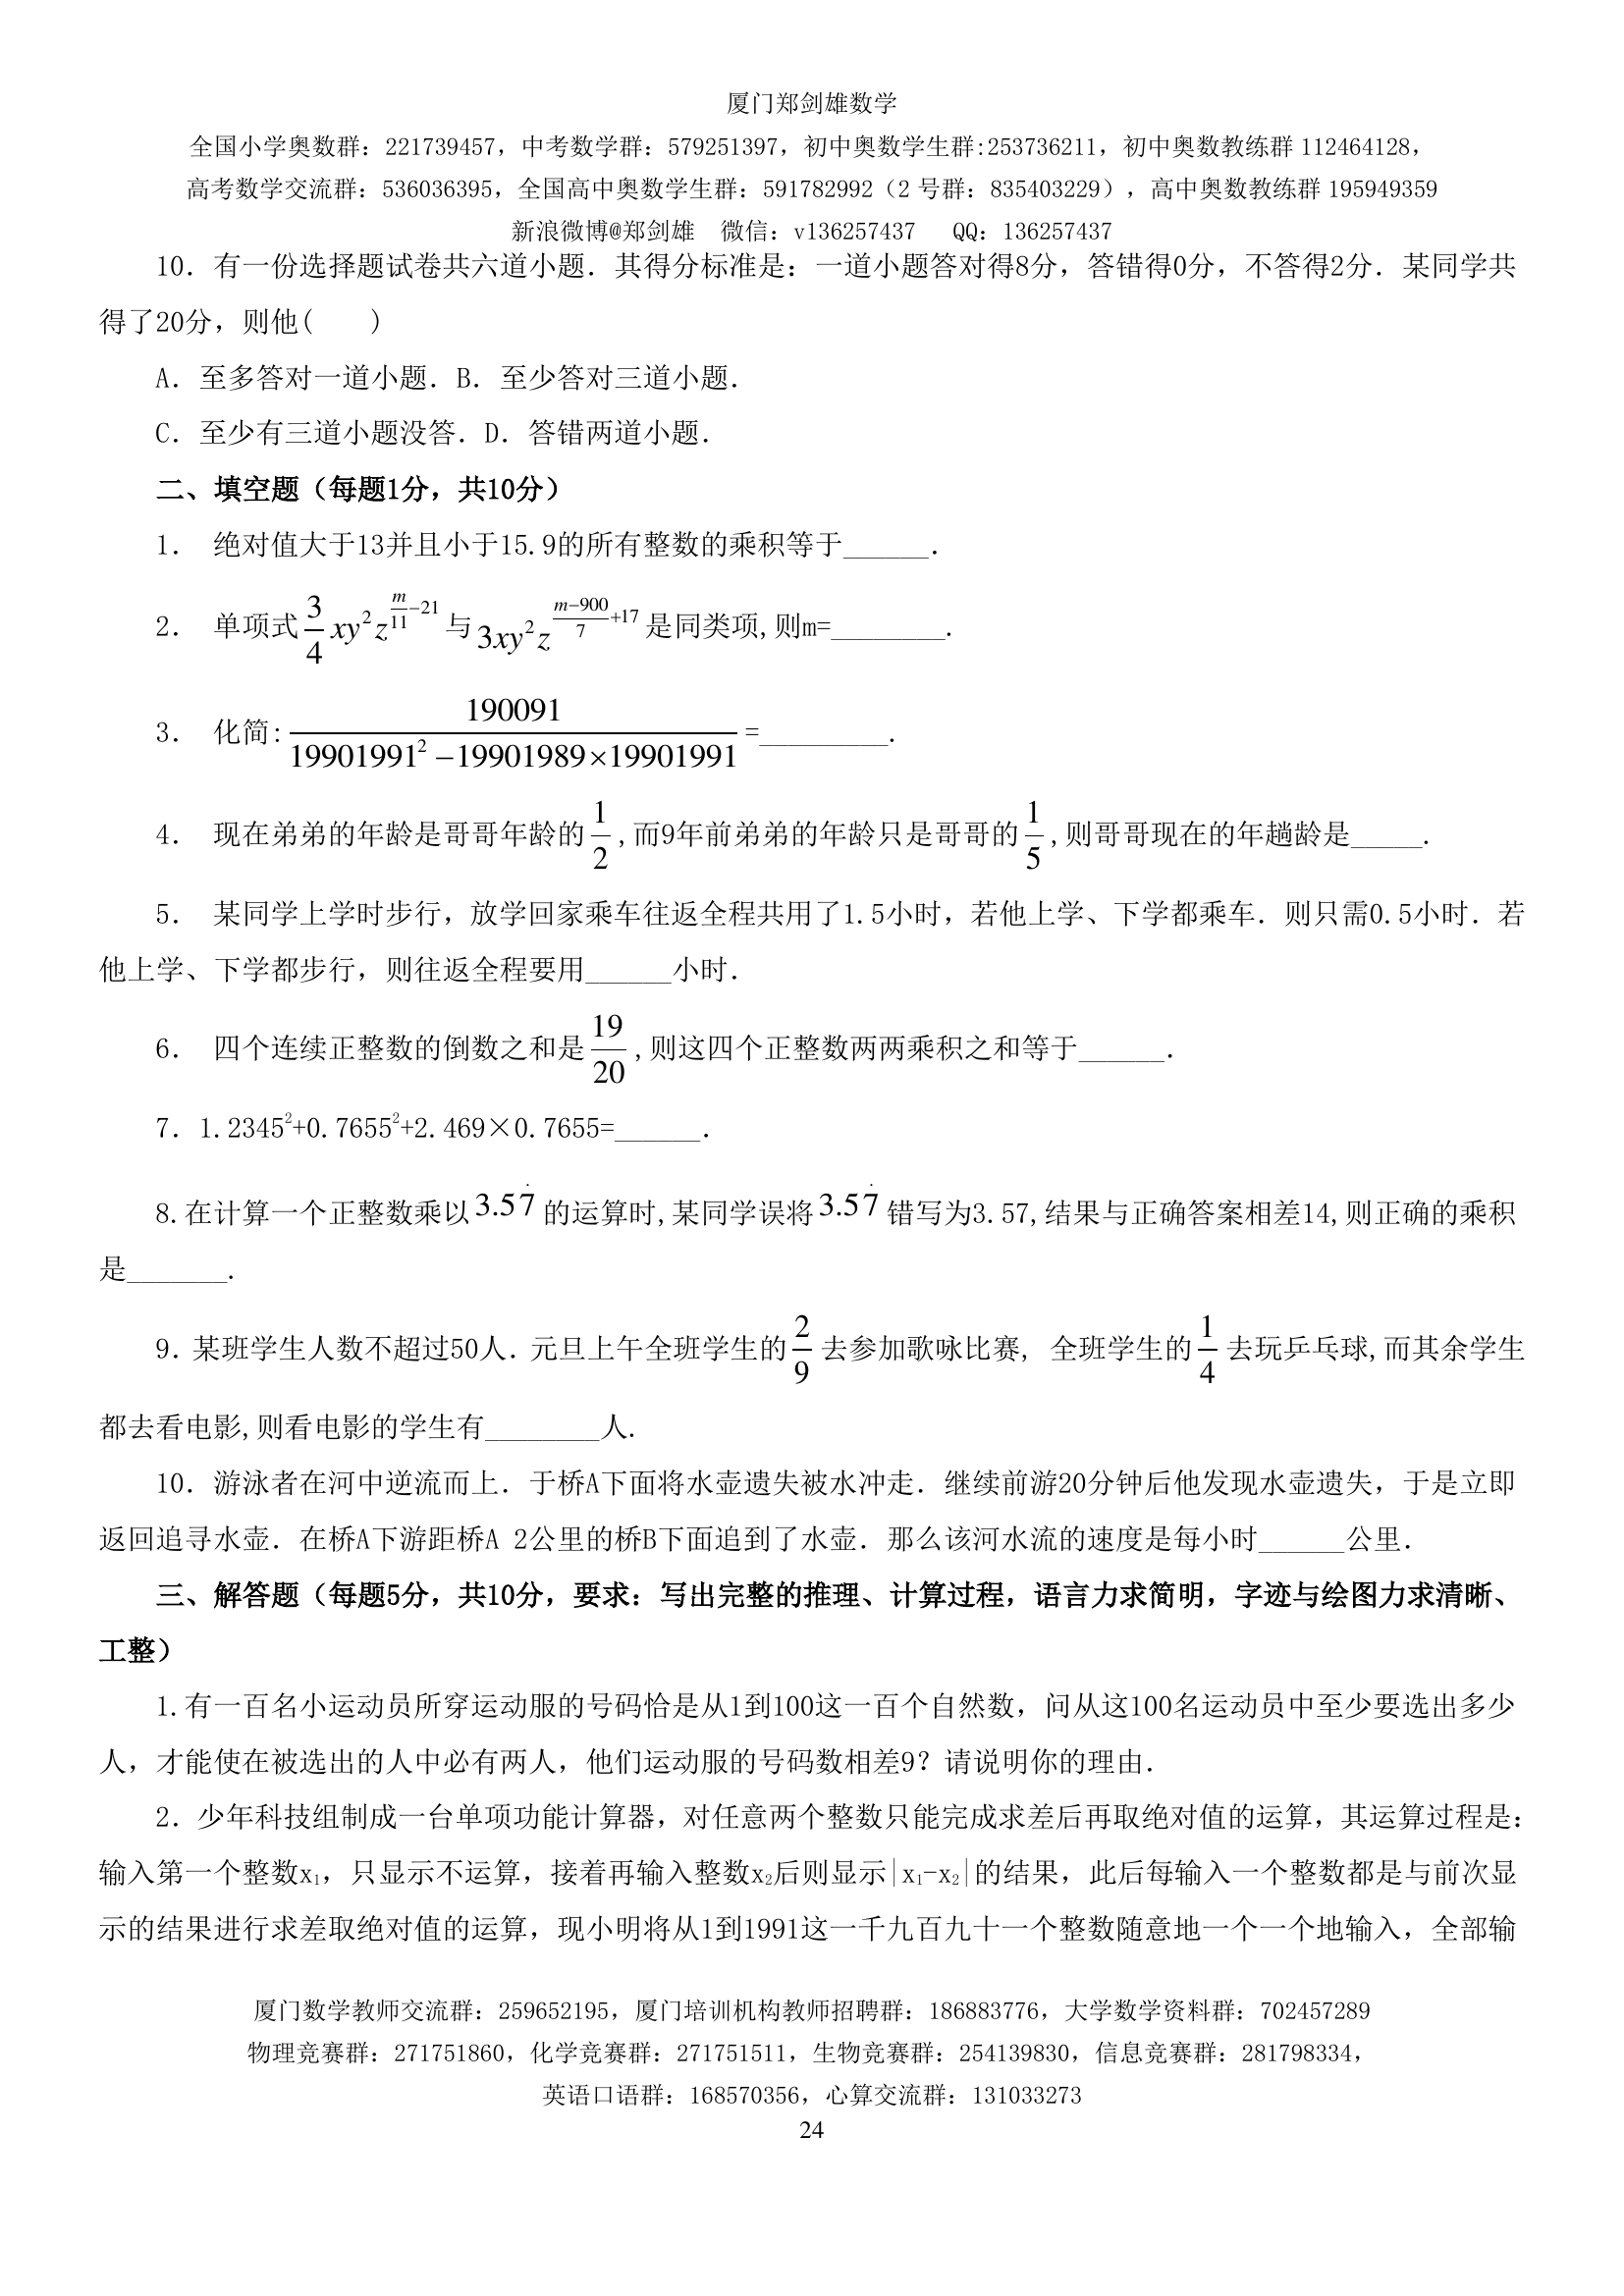 厦门郑剑雄数学
全国小学奥数群：221739457，中考数学群：579251397，初中奥数学生群:253736211，初中奥数教练群 112464128，
高考数学交流群：536036395，全国高中奥数学生群：591782992（2 号群：835403229），高中奥数教练群 195949359
新浪微博@郑剑雄 微信：v136257437 QQ：136257437
10．有一份选择题试卷共六道小题．其得分标准是：一道小题答对得8分，答错得0分，不答得2分．某同学共
得了20分，则他( )
A．至多答对一道小题．B．至少答对三道小题．
C．至少有三道小题没答．D．答错两道小题．
二、填空题（每题1分，共10分）
1． 绝对值大于13并且小于15.9的所有整数的乘积等于______．
2． 单项式 $\frac{3}{4}xy^2z^{\frac{m}{11}-21}$ 与 $3xy^2z^{\frac{m-900}{7}+17}$ 是同类项,则m=________.
3． 化简: $\frac{190091}{19901991^2-19901989\times19901991}$ =_________.
4． 现在弟弟的年龄是哥哥年龄的 $\frac{1}{2}$ ,而9年前弟弟的年龄只是哥哥的 $\frac{1}{5}$ ,则哥哥现在的年趟龄是_____.
5． 某同学上学时步行，放学回家乘车往返全程共用了1.5小时，若他上学、下学都乘车．则只需0.5小时．若
他上学、下学都步行，则往返全程要用______小时．
6． 四个连续正整数的倒数之和是 $\frac{19}{20}$ ,则这四个正整数两两乘积之和等于______．
7．1.2345²+0.7655²+2.469×0.7655=______．
8.在计算一个正整数乘以 $3.5\dot{7}$ 的运算时,某同学误将 $3.5\dot{7}$ 错写为3.57,结果与正确答案相差14,则正确的乘积
是_______.
9．某班学生人数不超过50人．元旦上午全班学生的 $\frac{2}{9}$ 去参加歌咏比赛, 全班学生的 $\frac{1}{4}$ 去玩乒乓球,而其余学生
都去看电影,则看电影的学生有________人.
10．游泳者在河中逆流而上．于桥A下面将水壶遗失被水冲走．继续前游20分钟后他发现水壶遗失，于是立即
返回追寻水壶．在桥A下游距桥A 2公里的桥B下面追到了水壶．那么该河水流的速度是每小时______公里．
三、解答题（每题5分，共10分，要求：写出完整的推理、计算过程，语言力求简明，字迹与绘图力求清晰、
工整）
1.有一百名小运动员所穿运动服的号码恰是从1到100这一百个自然数，问从这100名运动员中至少要选出多少
人，才能使在被选出的人中必有两人，他们运动服的号码数相差9？请说明你的理由．
2．少年科技组制成一台单项功能计算器，对任意两个整数只能完成求差后再取绝对值的运算，其运算过程是：
输入第一个整数x₁，只显示不运算，接着再输入整数x₂后则显示|x₁-x₂|的结果，此后每输入一个整数都是与前次显
示的结果进行求差取绝对值的运算，现小明将从1到1991这一千九百九十一个整数随意地一个一个地输入，全部输
厦门数学教师交流群：259652195，厦门培训机构教师招聘群：186883776，大学数学资料群：702457289
物理竞赛群：271751860，化学竞赛群：271751511，生物竞赛群：254139830，信息竞赛群：281798334，
英语口语群：168570356，心算交流群：131033273
24